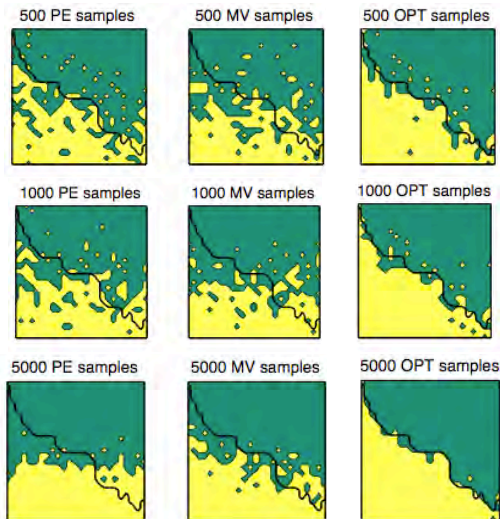 500 PE samples
500 MV samples
500 OPT samples
1000 PE samples
1000 MV samples
1000 OPT samples
5000 PE samples
5000 MV samples
5000 OPT samples